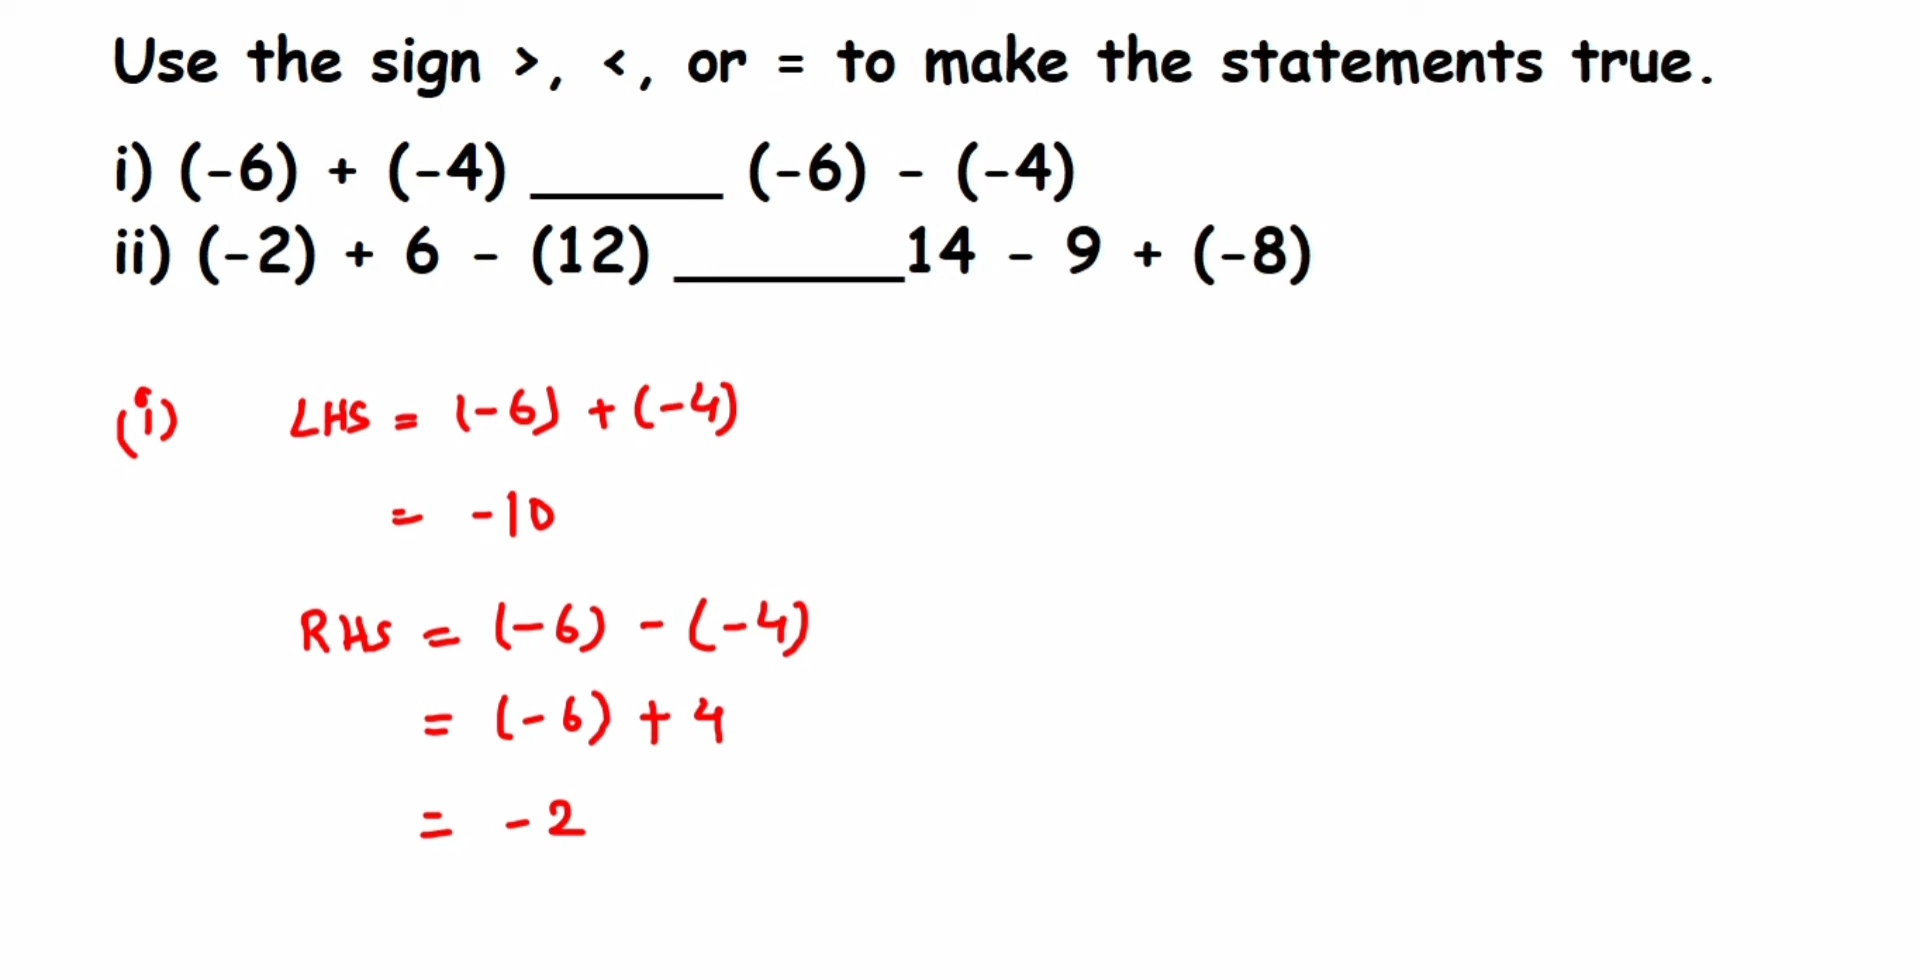 Use the sign >, <, or = to make the statements true.
i) (-6) + (-4) ______ (-6) - (-4)
ii) (-2) + 6 - (12) _______14 - 9 + (-8)
(i) LHS = (-6) + (-4)
= -10
RHS = (-6) - (-4)
= (-6) + 4
= -2